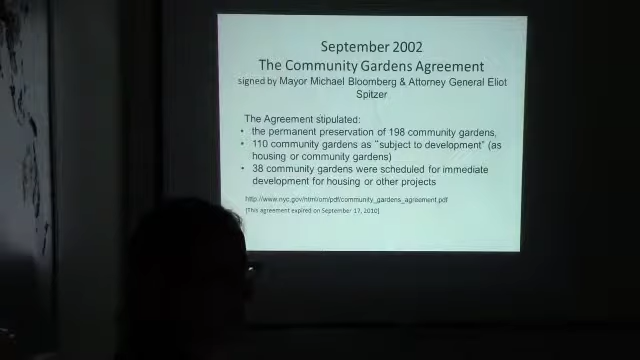 September 2002
The Community Gardens Agreement
signed by Mayor Michael Bloomberg & Attorney General Eliot
Spitzer
The Agreement stipulated:
• the permanent preservation of 198 community gardens,
• 110 community gardens as "subject to development" (as
housing or community gardens)
• 38 community gardens were scheduled for immediate
development for housing or other projects
http://www.nyc.gov/html/om/pdf/community_gardens_agreement.pdf
[This agreement expired on September 17, 2010]